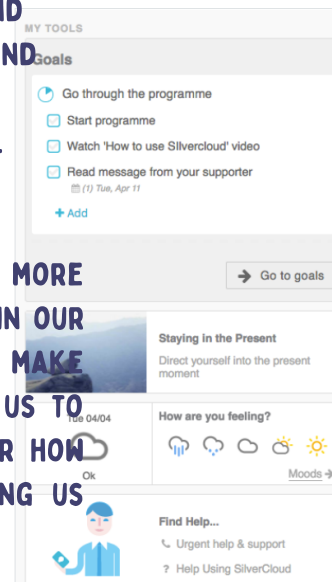 ND
MY TOOLS
ND
Goals
Go through the programme
Start programme
Watch 'How to use SIlvercloud' video
Read message from your supporter
(1) Tue, Apr 11
+ Add
MORE
Go to goals
IN OUR
Staying in the Present
MAKE
Direct yourself into the present
moment
US TO
Tue 04/04
How are you feeling?
R HOW
Ok
Moods
NG US
Find Help...
Urgent help & support
? Help Using SilverCloud